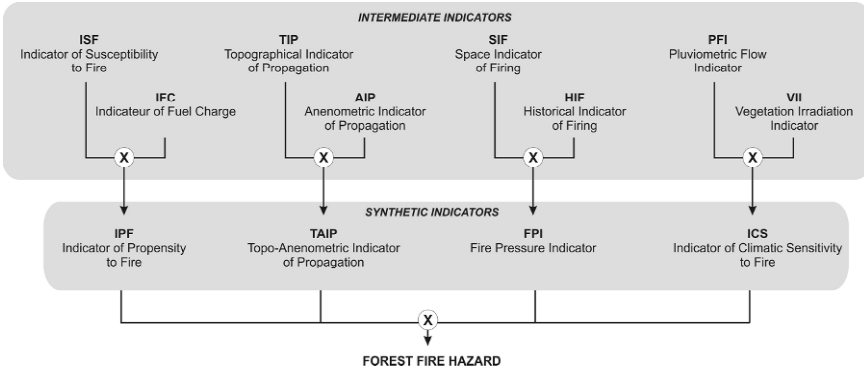 INTERMEDIATE INDICATORS
ISF
Indicator of Susceptibility
to Fire
TIP
Topographical Indicator
of Propagation
SIF
Space Indicator
of Firing
PFI
Pluviometric Flow
Indicator
IFC
Indicateur of Fuel Charge
AIP
Anenometric Indicator
of Propagation
HIF
Historical Indicator
of Firing
VII
Vegetation Irradiation
Indicator
X
X
X
X
SYNTHETIC INDICATORS
IPF
Indicator of Propensity
to Fire
TAIP
Topo-Anenometric Indicator
of Propagation
FPI
Fire Pressure Indicator
ICS
Indicator of Climatic Sensitivity
to Fire
X
FOREST FIRE HAZARD